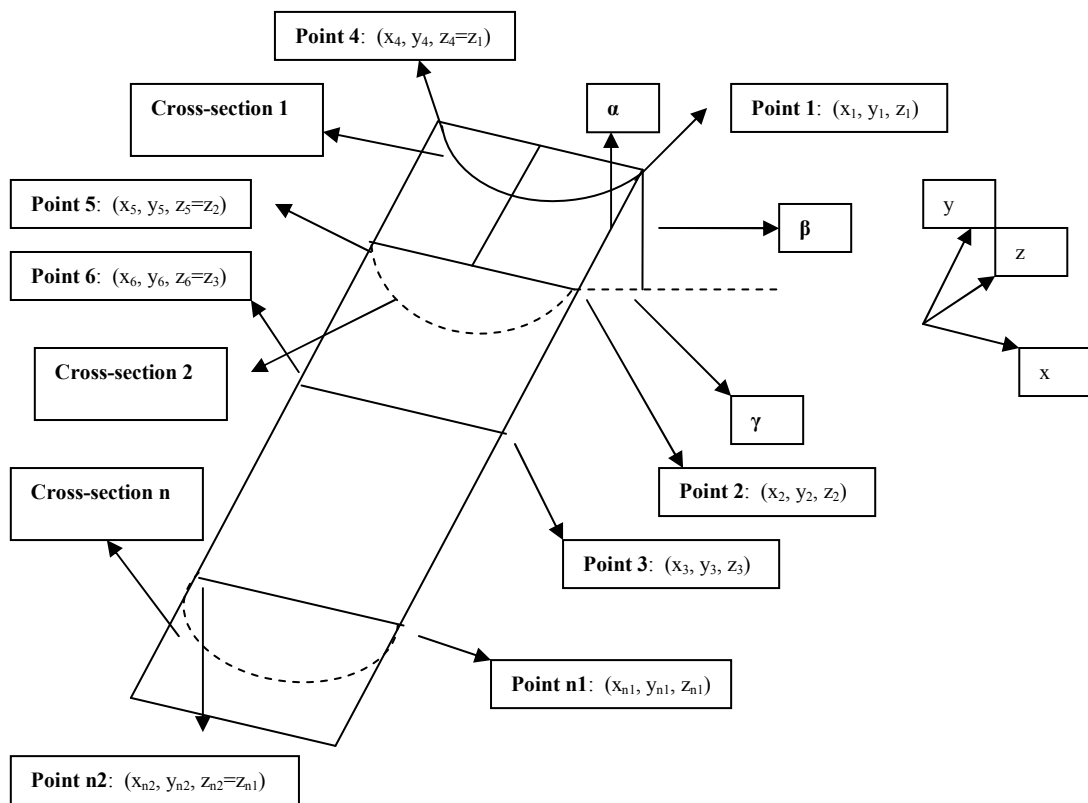 Point 4: (x₄, y₄, z₄=z₁)
Cross-section 1
α
Point 1: (x₁, y₁, z₁)
Point 5: (x₅, y₅, z₅=z₂)
y
β
z
Point 6: (x₆, y₆, z₆=z₃)
Cross-section 2
x
γ
Cross-section n
Point 2: (x₂, y₂, z₂)
Point 3: (x₃, y₃, z₃)
Point n1: (xₙ₁, yₙ₁, zₙ₁)
Point n2: (xₙ₂, yₙ₂, zₙ₂=zₙ₁)